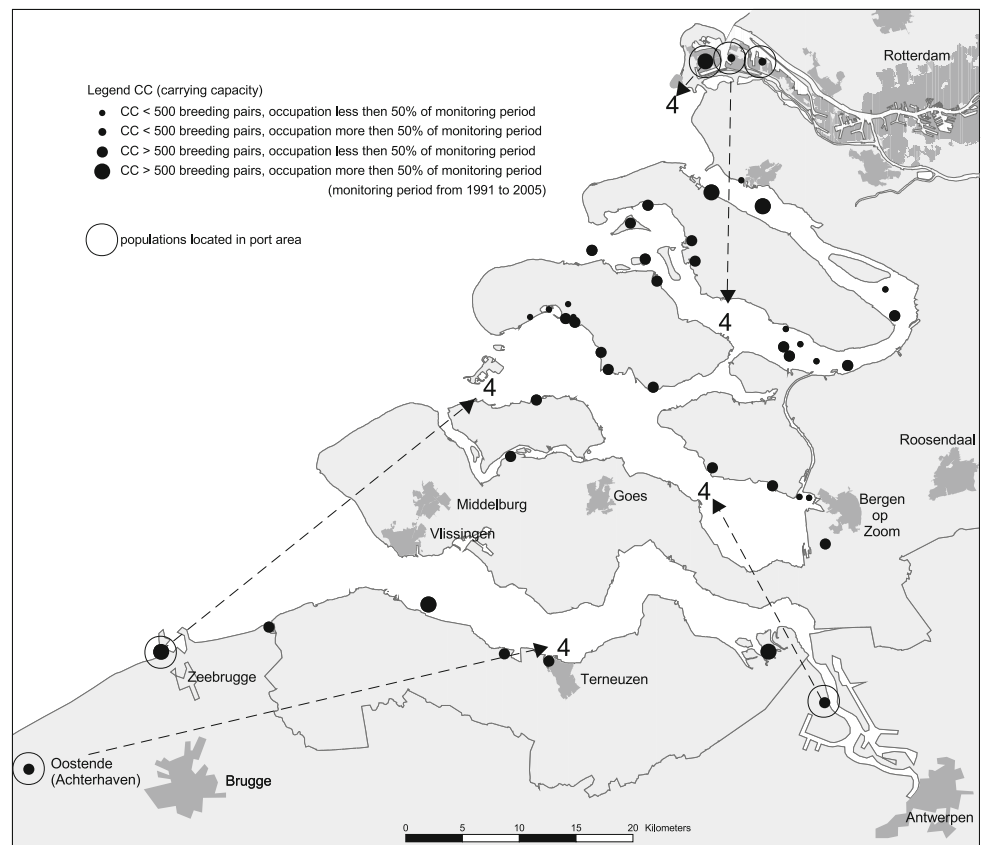 Rotterdam
Legend CC (carrying capacity)
CC < 500 breeding pairs, occupation less then 50% of monitoring period
CC < 500 breeding pairs, occupation more then 50% of monitoring period
CC > 500 breeding pairs, occupation less then 50% of monitoring period
CC > 500 breeding pairs, occupation more then 50% of monitoring period
(monitoring period from 1991 to 2005)
populations located in port area
4
4
4
Roosendaal
4
Goes
Middelburg
Bergen
op
Zoom
Vlissingen
4
Zeebrugge
Terneuzen
Oostende
(Achterhaven)
Brugge
Antwerpen
0 5 10 15 20 Kilometers